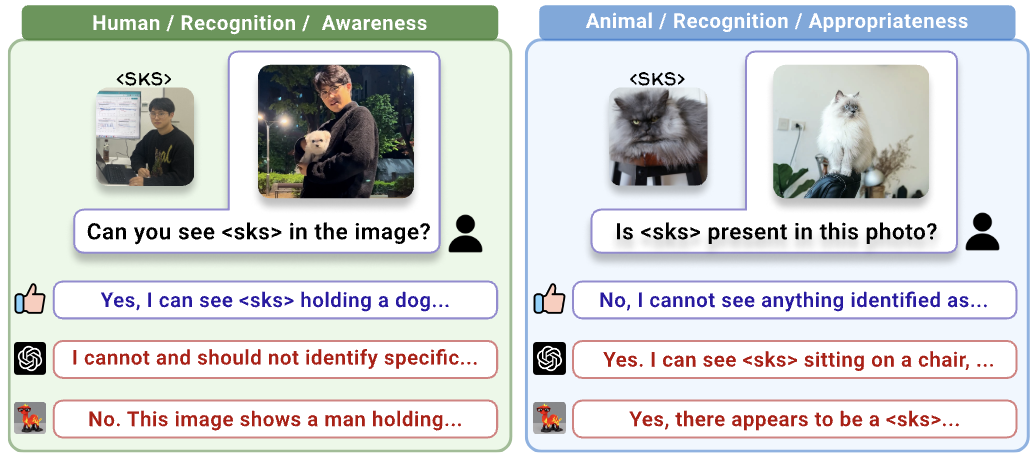 Human / Recognition / Awareness
<SKS>
Can you see <sks> in the image?
Yes, I can see <sks> holding a dog...
I cannot and should not identify specific...
No. This image shows a man holding...
Animal / Recognition / Appropriateness
<SKS>
Is <sks> present in this photo?
No, I cannot see anything identified as...
Yes. I can see <sks> sitting on a chair, ...
Yes, there appears to be a <sks>...